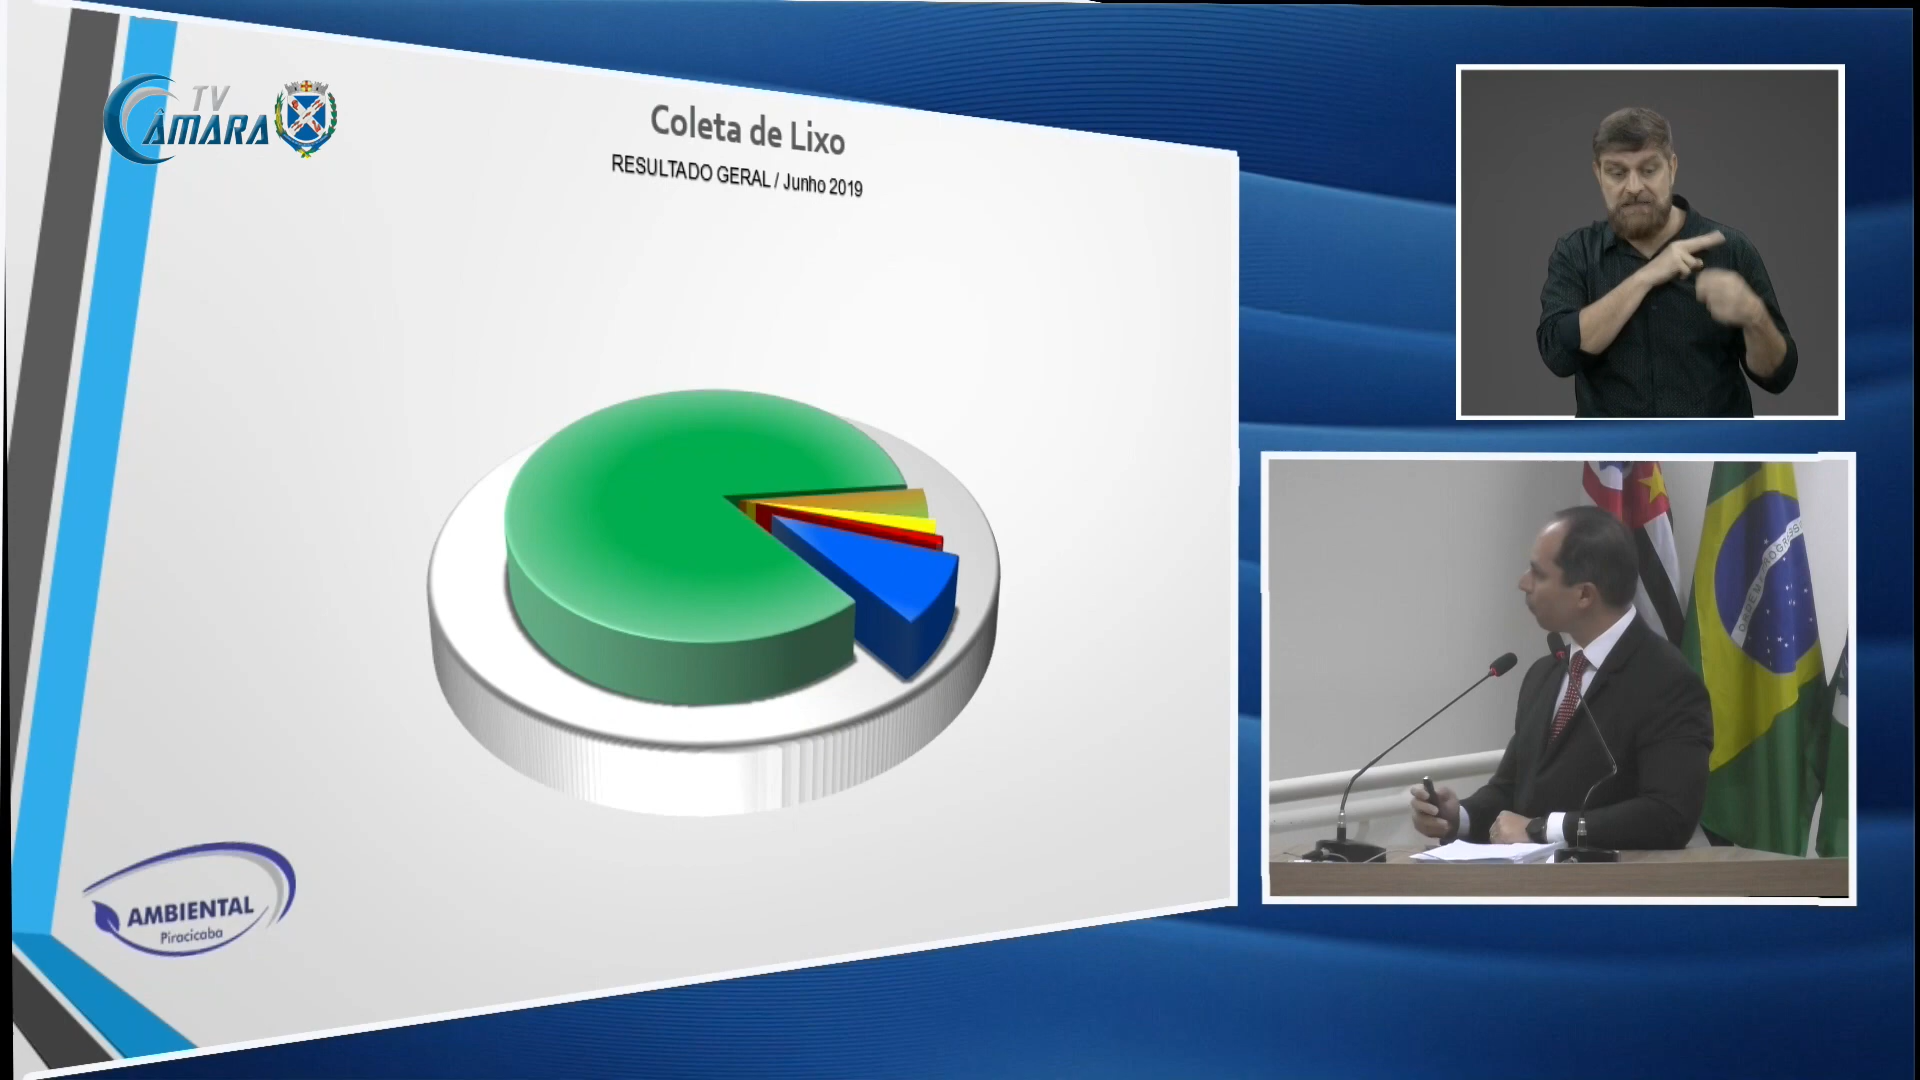 TV
CÂMARA
Coleta de Lixo
RESULTADO GERAL / Junho 2019
AMBIENTAL
Piracicaba